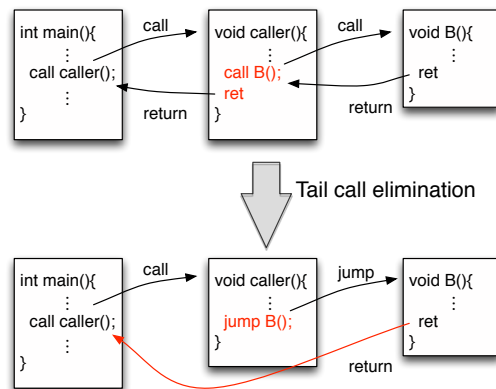 int main(){
⋮
call caller();
⋮
}
call
return
void caller(){
⋮
call B();
ret
}
call
return
void B(){
⋮
ret
}
Tail call elimination
int main(){
⋮
call caller();
⋮
}
call
void caller(){
⋮
jump B();
}
jump
return
void B(){
⋮
ret
}